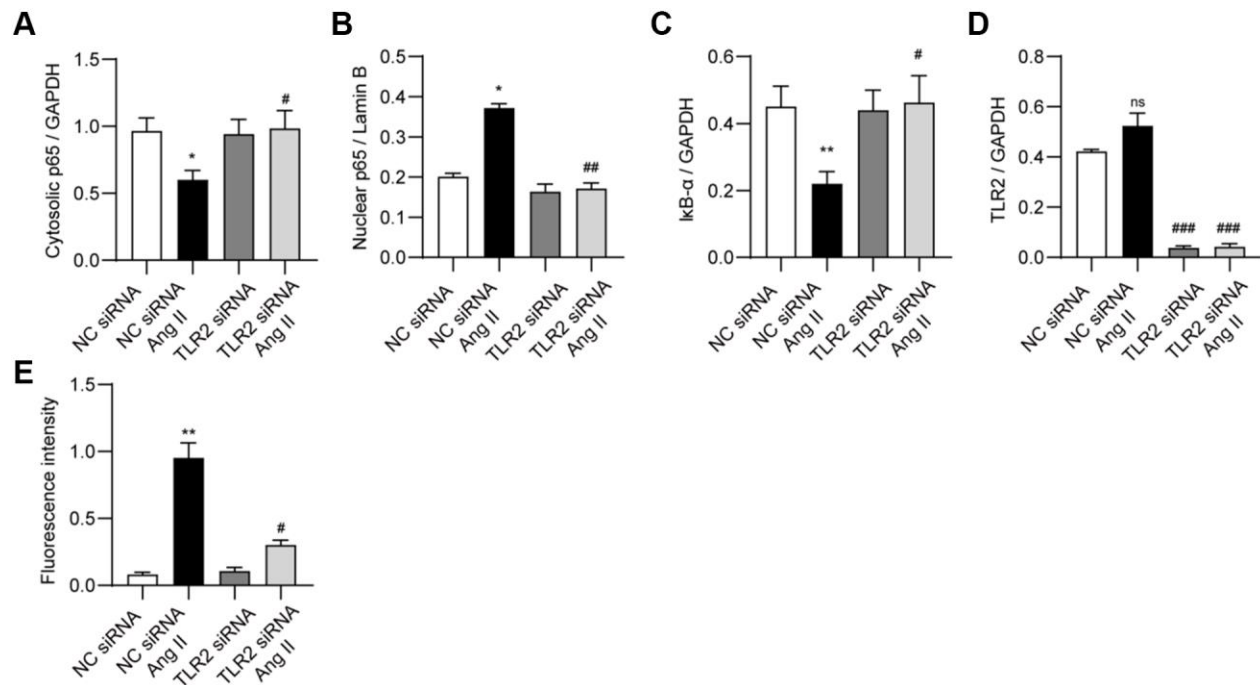 A
Cytosolic p65 / GAPDH
1.5
1.0
0.5
0.0
*
#
NC siRNA
NC siRNA
Ang II
TLR2 siRNA
TLR2 siRNA
Ang II
B
Nuclear p65 / Lamin B
0.5
0.4
0.3
0.2
0.1
0.0
*
##
NC siRNA
NC siRNA
Ang II
TLR2 siRNA
TLR2 siRNA
Ang II
C
IκB-α / GAPDH
0.6
0.4
0.2
0.0
**
#
NC siRNA
NC siRNA
Ang II
TLR2 siRNA
TLR2 siRNA
Ang II
D
TLR2 / GAPDH
0.8
0.6
0.4
0.2
0.0
ns
###
###
NC siRNA
NC siRNA
Ang II
TLR2 siRNA
TLR2 siRNA
Ang II
E
Fluorescence intensity
1.5
1.0
0.5
0.0
**
#
NC siRNA
NC siRNA
Ang II
TLR2 siRNA
TLR2 siRNA
Ang II